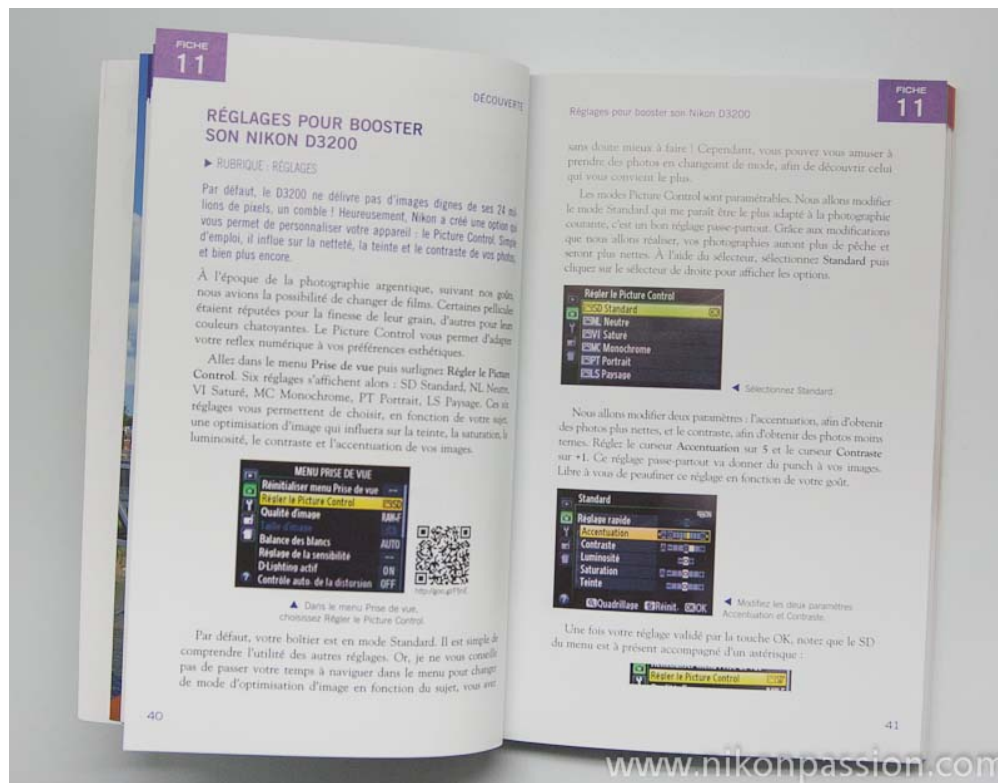 FICHE
11
DÉCOUVERTE
RÉGLAGES POUR BOOSTER
SON NIKON D3200
▶ RUBRIQUE : RÉGLAGES
Par défaut, le D3200 ne délivre pas d'images dignes de ses 24 mil-
lions de pixels, un comble ! Heureusement, Nikon a créé une option qui
vous permet de personnaliser votre appareil : le Picture Control. Simple
d'emploi, il influe sur la netteté, la teinte et le contraste de vos photos,
et bien plus encore.
À l'époque de la photographie argentique, suivant nos goûts,
nous avions la possibilité de changer de films. Certaines pellicules
étaient réputées pour la finesse de leur grain, d'autres pour leurs
couleurs chatoyantes. Le Picture Control vous permet d'adapter
votre reflex numérique à vos préférences esthétiques.
Allez dans le menu Prise de vue puis surlignez Régler le Picture
Control. Six réglages s'affichent alors : SD Standard, NL Neutre,
VI Saturé, MC Monochrome, PT Portrait, LS Paysage. Ces six
réglages vous permettent de choisir, en fonction de votre sujet,
une optimisation d'image qui influera sur la teinte, la saturation, la
luminosité, le contraste et l'accentuation de vos images.
MENU PRISE DE VUE
Réinitialiser menu Prise de vue --
Régler le Picture Control SD
Qualité d'image RAW+F
Taille d'image
Balance des blancs AUTO
Réglage de la sensibilité --
D-Lighting actif ON
Contrôle auto. de la distorsion OFF
▲ Dans le menu Prise de vue,
choisissez Régler le Picture Control.
Par défaut, votre boîtier est en mode Standard. Il est simple de
comprendre l'utilité des autres réglages. Or, je ne vous conseille
pas de passer votre temps à naviguer dans le menu pour changer
de mode d'optimisation d'image en fonction du sujet, vous avez
40
FICHE
11
Réglages pour booster son Nikon D3200
sans doute mieux à faire ! Cependant, vous pouvez vous amuser à
prendre des photos en changeant de mode, afin de découvrir celui
qui vous convient le plus.
Les modes Picture Control sont paramétrables. Nous allons modifier
le mode Standard qui me paraît être le plus adapté à la photographie
courante, c'est un bon réglage passe-partout. Grâce aux modifications
que nous allons réaliser, vos photographies auront plus de pêche et
seront plus nettes. À l'aide du sélecteur, sélectionnez Standard puis
cliquez sur le sélecteur de droite pour afficher les options.
Régler le Picture Control
SD Standard OK
NL Neutre
VI Saturé
MC Monochrome
PT Portrait
LS Paysage
◀ Sélectionnez Standard.
Nous allons modifier deux paramètres : l'accentuation, afin d'obtenir
des photos plus nettes, et le contraste, afin d'obtenir des photos moins
ternes. Réglez le curseur Accentuation sur 5 et le curseur Contraste
sur +1. Ce réglage passe-partout va donner du punch à vos images.
Libre à vous de peaufiner ce réglage en fonction de votre goût.
Standard
Réglage rapide
Accentuation
Contraste
Luminosité
Saturation
Teinte
Quadrillage Réinit. OK
◀ Modifiez les deux paramètres
Accentuation et Contraste.
Une fois votre réglage validé par la touche OK, notez que le SD
du menu est à présent accompagné d'un astérisque :
Régler le Picture Control
41
www.nikonpassion.com